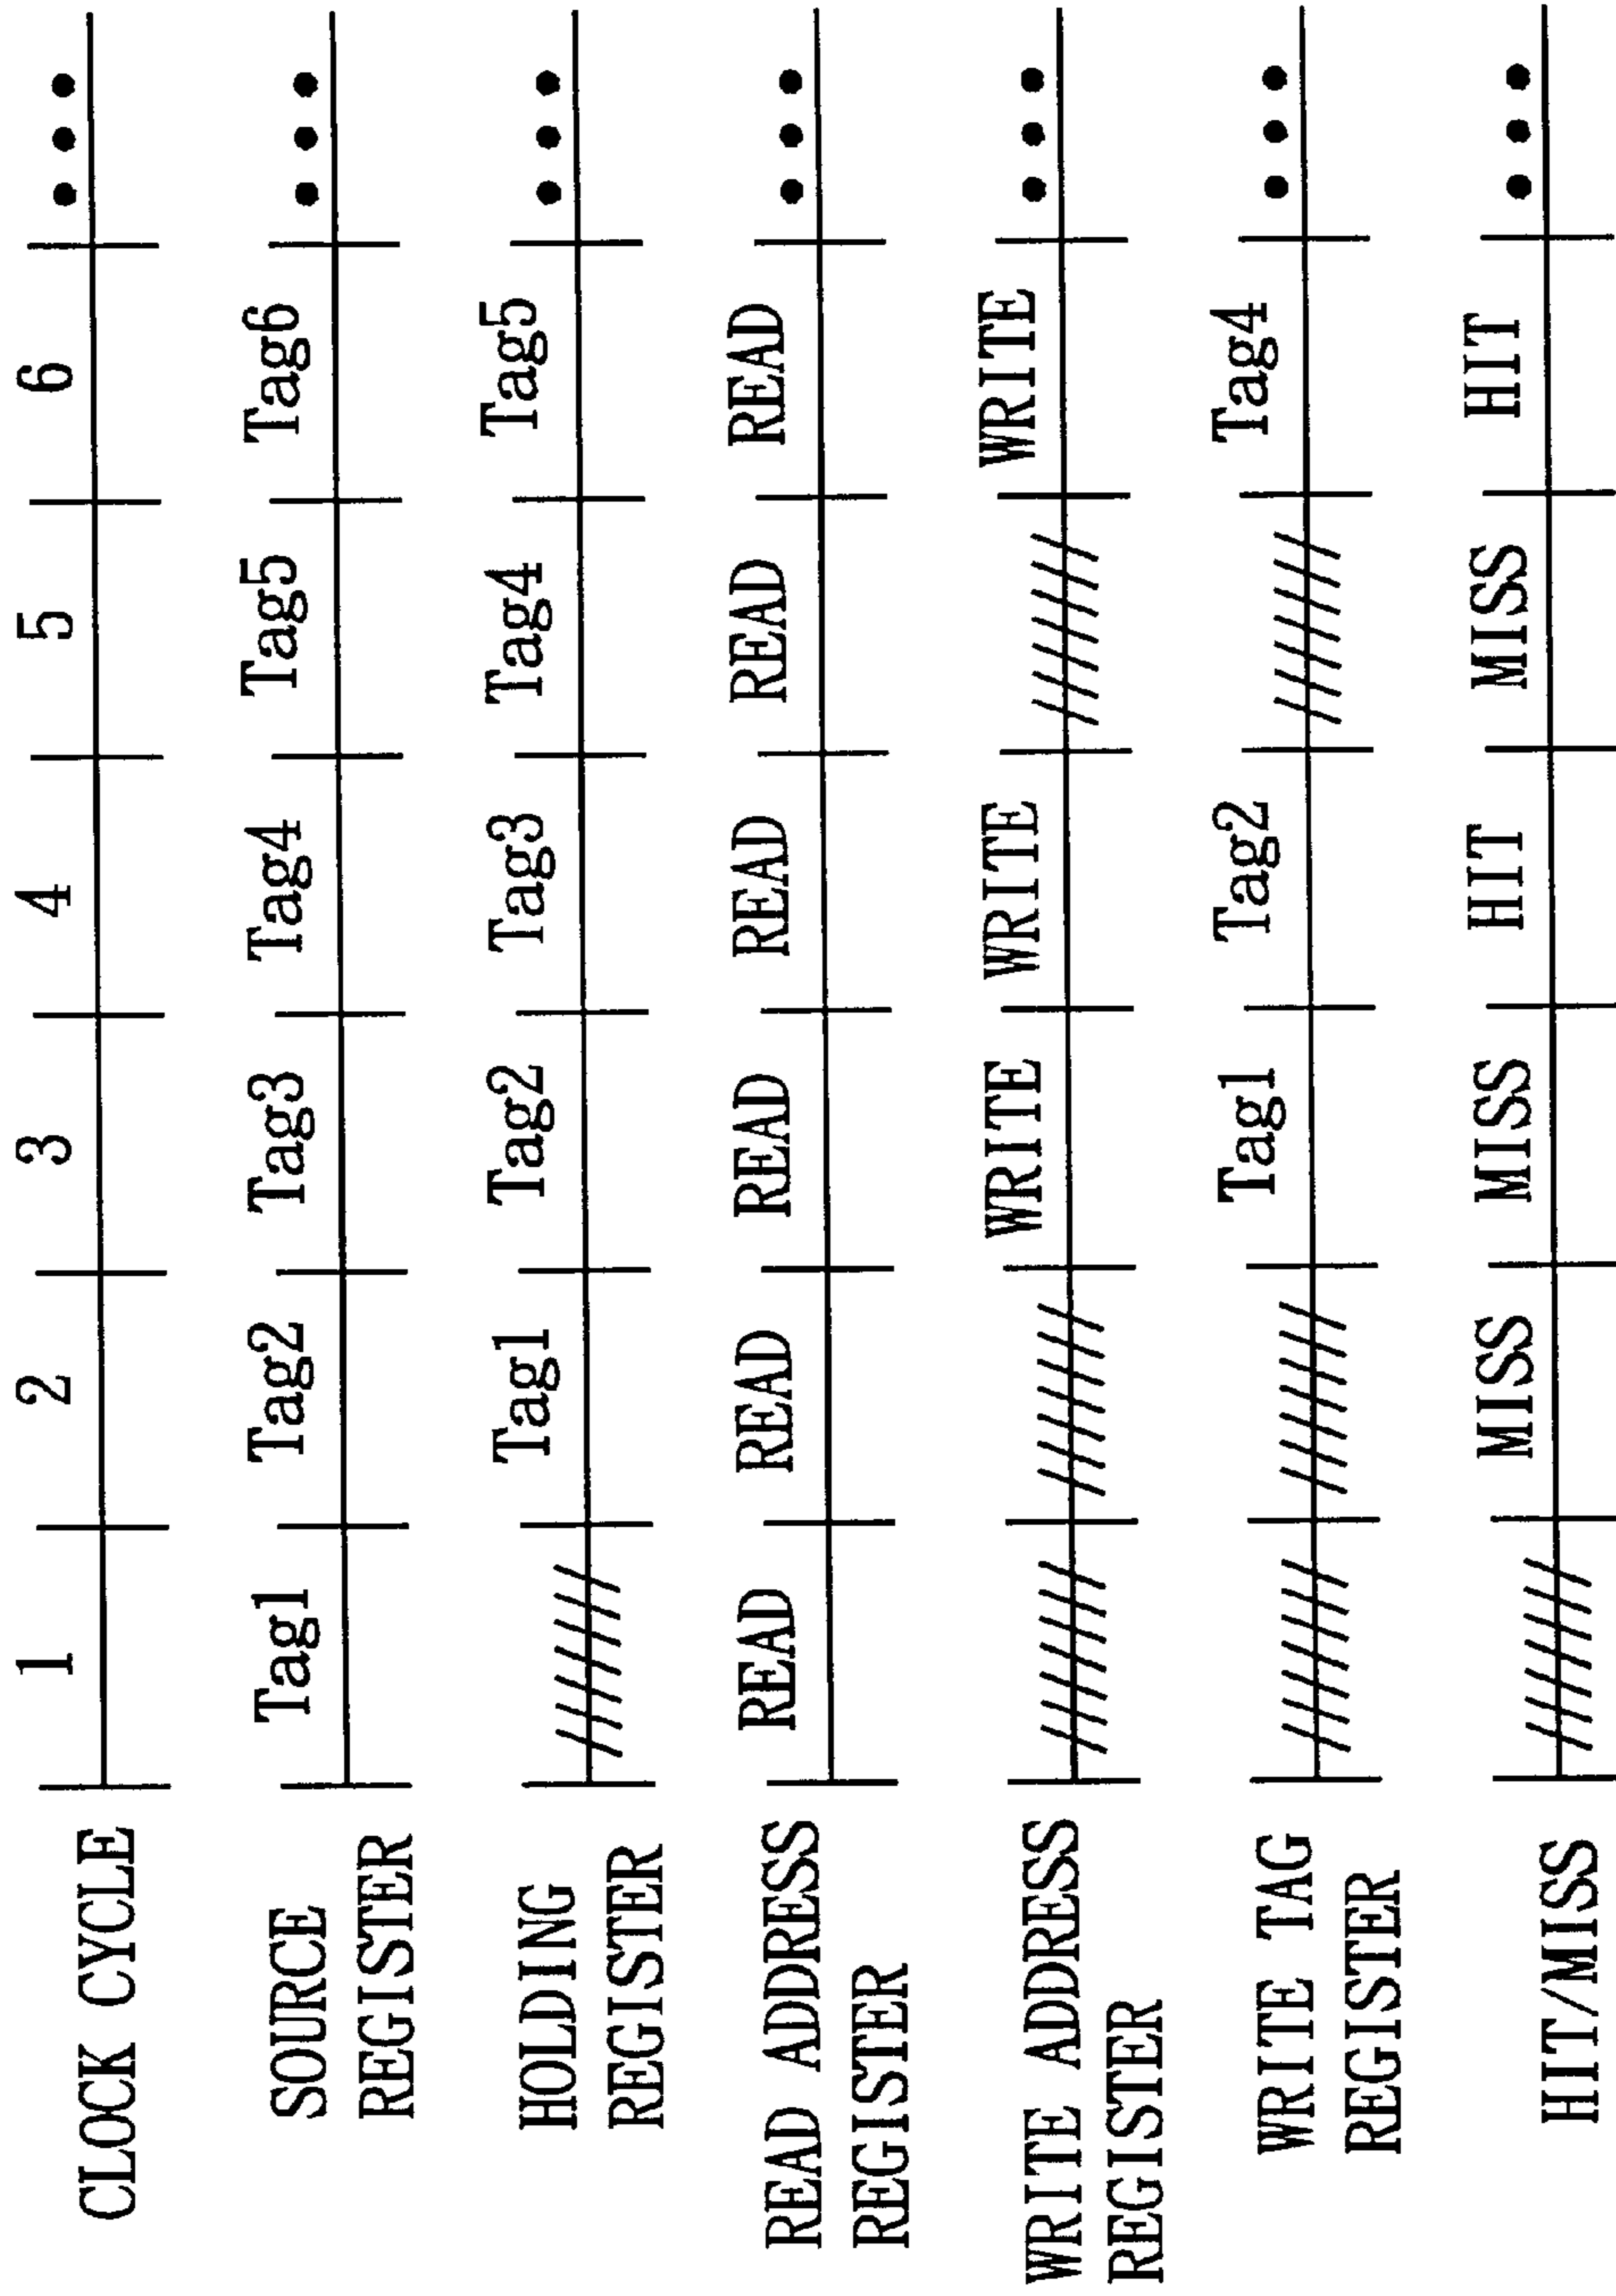 CLOCK CYCLE 1 2 3 4 5 6
SOURCE Tag1 Tag2 Tag3 Tag4 Tag5 Tag6
REGISTER
HOLDING Tag1 Tag2 Tag3 Tag4 Tag5
REGISTER
READ ADDRESS READ READ READ READ READ READ
REGISTER
WRITE ADDRESS WRITE WRITE WRITE
REGISTER
WRITE TAG Tag1 Tag2 Tag4
REGISTER
HIT/MISS MISS MISS HIT MISS HIT